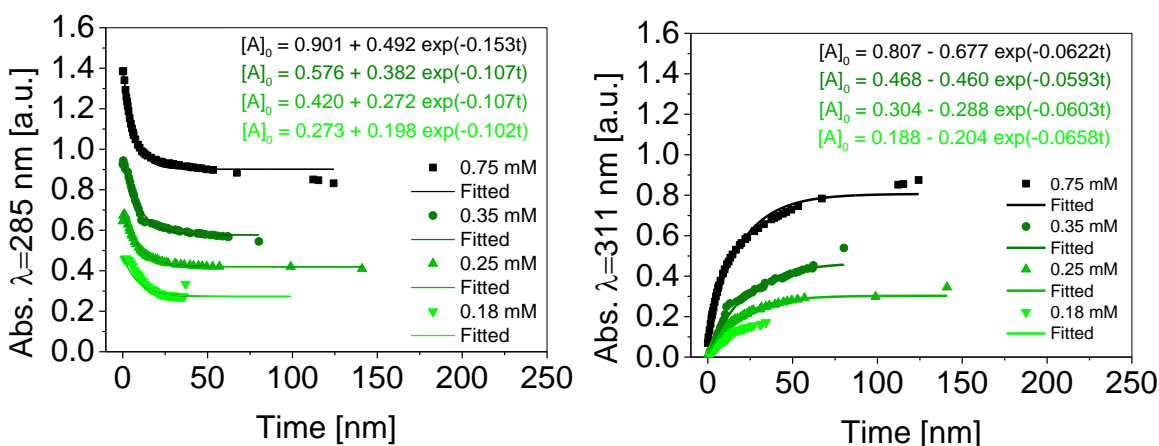 Abs. λ=285 nm [a.u.]
1.6
1.4
1.2
1.0
0.8
0.6
0.4
0.2
0.0
[A]0 = 0.901 + 0.492 exp(-0.153t)
[A]0 = 0.576 + 0.382 exp(-0.107t)
[A]0 = 0.420 + 0.272 exp(-0.107t)
[A]0 = 0.273 + 0.198 exp(-0.102t)
0.75 mM
Fitted
0.35 mM
Fitted
0.25 mM
Fitted
0.18 mM
Fitted
0 50 100 150 200 250
Time [nm]
Abs. λ=311 nm [a.u.]
1.6
1.4
1.2
1.0
0.8
0.6
0.4
0.2
0.0
[A]0 = 0.807 - 0.677 exp(-0.0622t)
[A]0 = 0.468 - 0.460 exp(-0.0593t)
[A]0 = 0.304 - 0.288 exp(-0.0603t)
[A]0 = 0.188 - 0.204 exp(-0.0658t)
0.75 mM
Fitted
0.35 mM
Fitted
0.25 mM
Fitted
0.18 mM
Fitted
0 50 100 150 200 250
Time [nm]